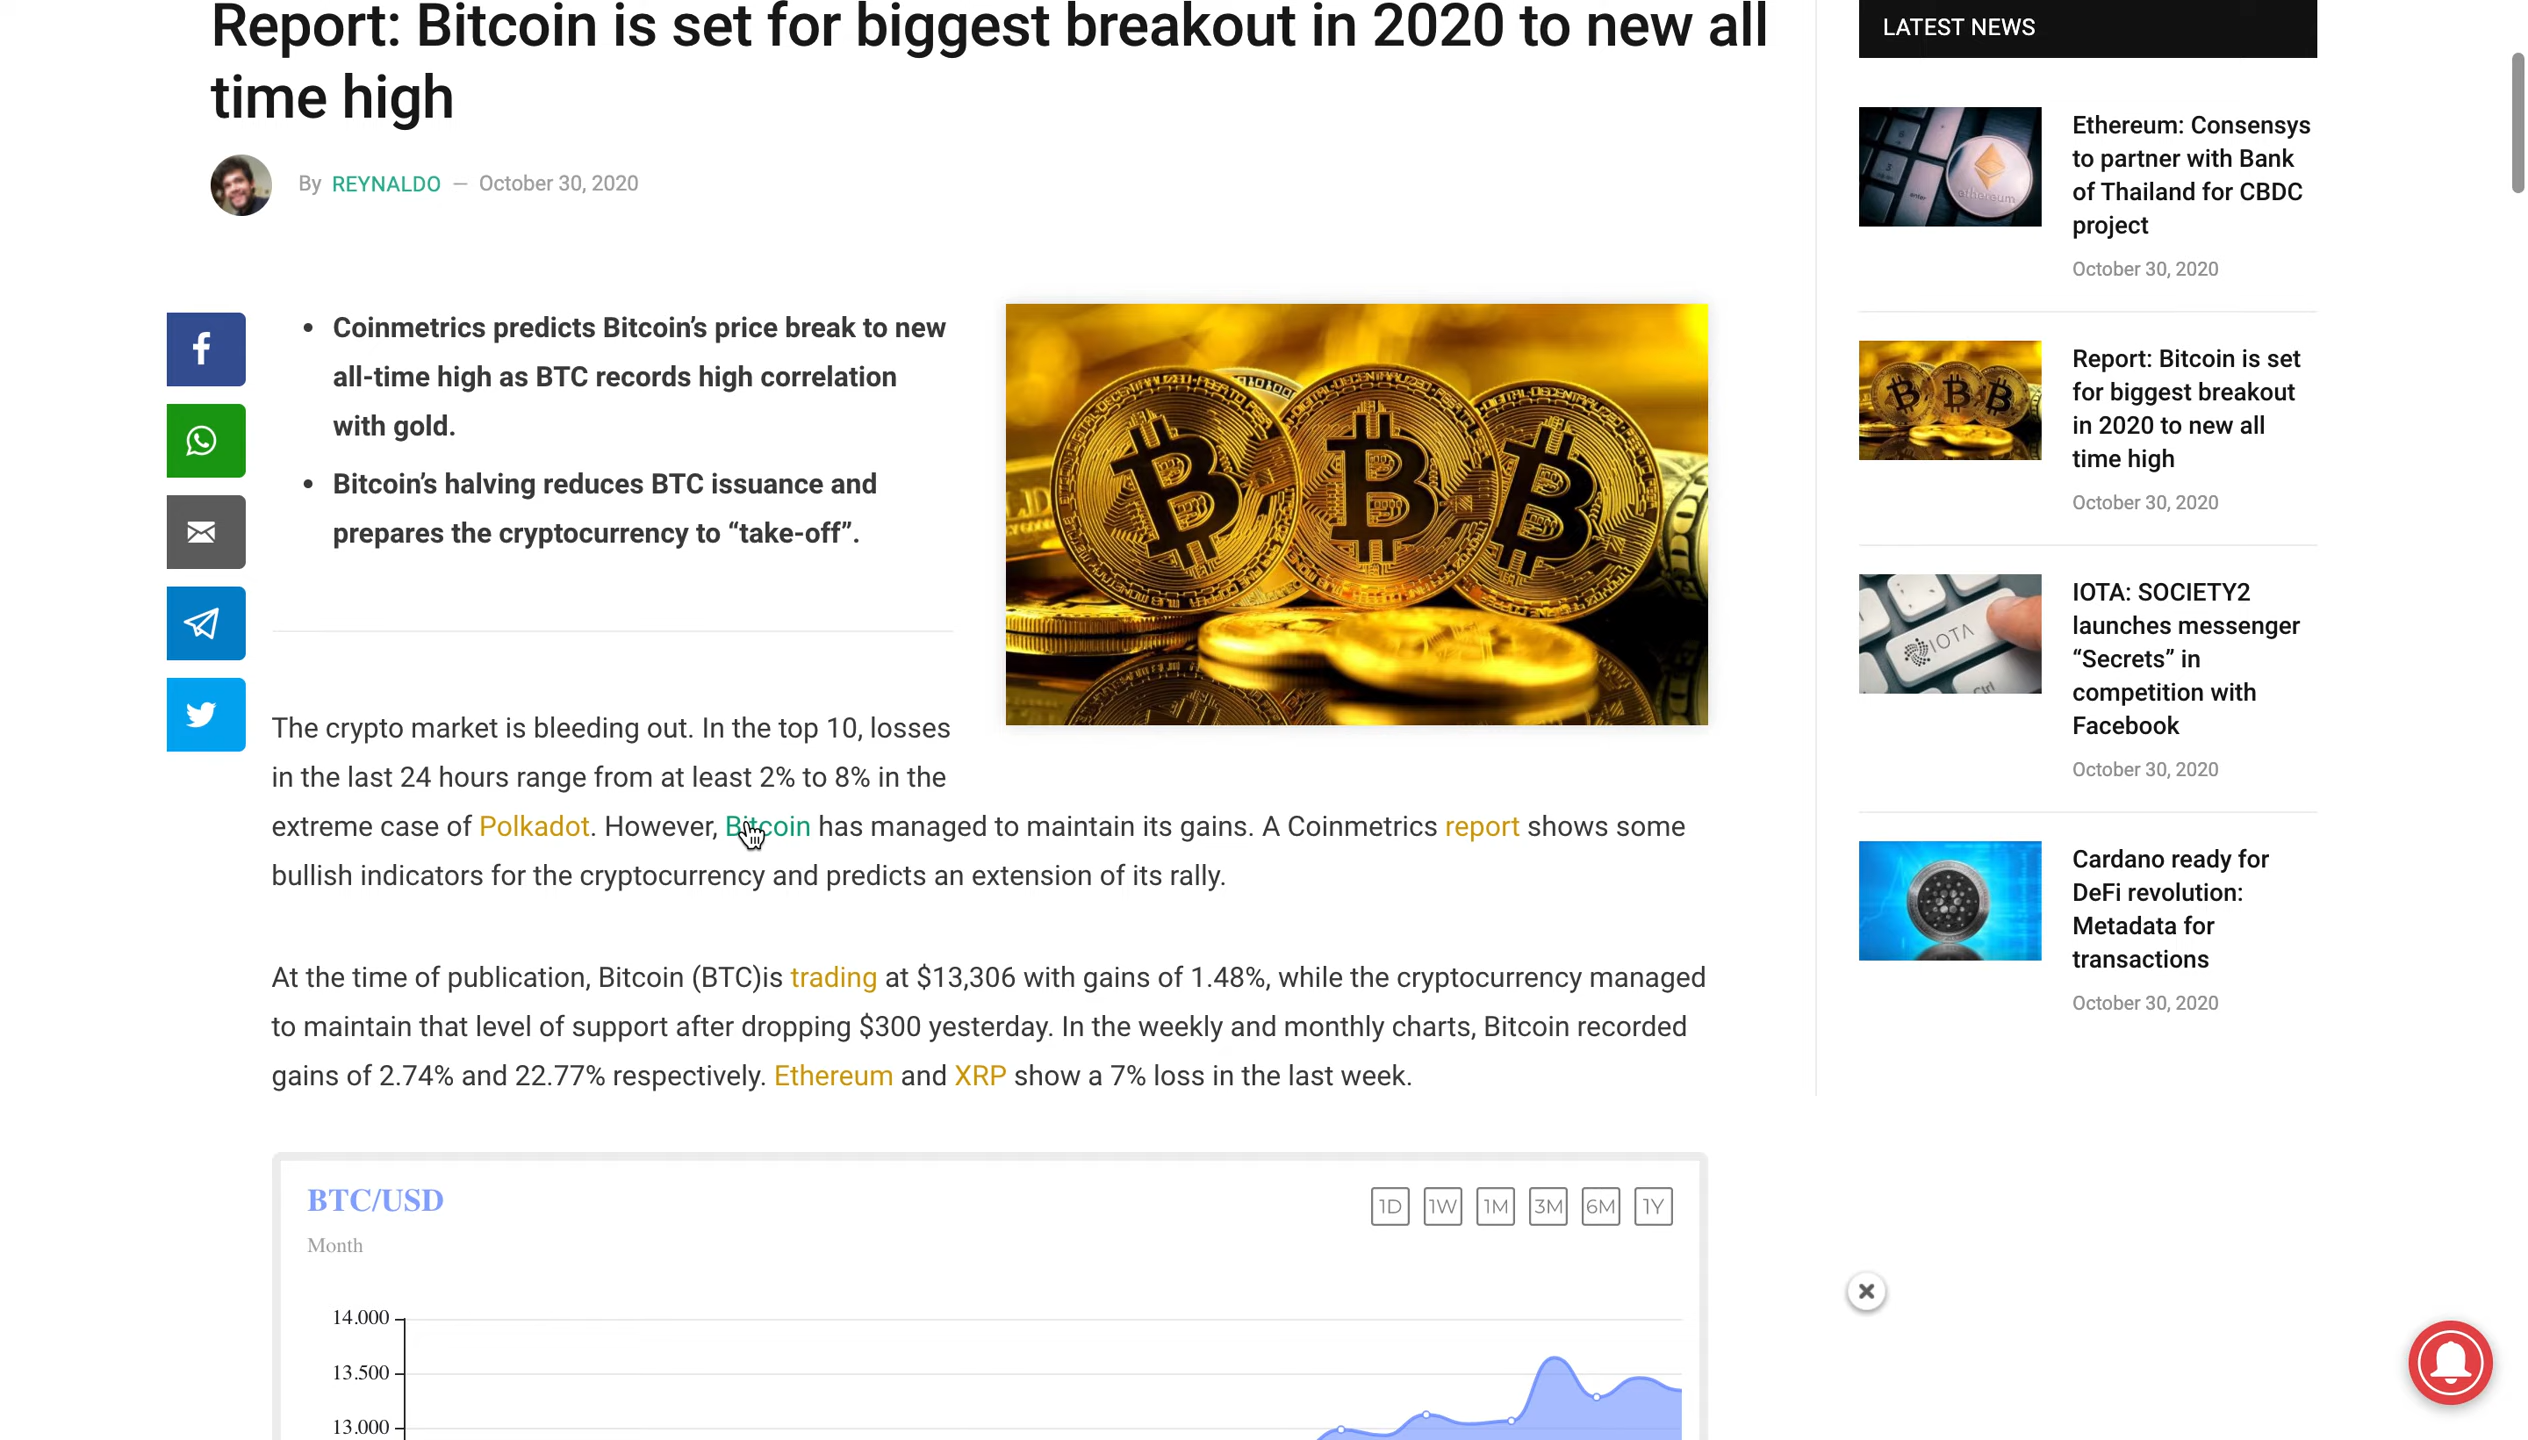 Report: Bitcoin is set for biggest breakout in 2020 to new all
time high
By REYNALDO — October 30, 2020
• Coinmetrics predicts Bitcoin’s price break to new
all-time high as BTC records high correlation
with gold.
• Bitcoin’s halving reduces BTC issuance and
prepares the cryptocurrency to “take-off”.
The crypto market is bleeding out. In the top 10, losses
in the last 24 hours range from at least 2% to 8% in the
extreme case of Polkadot. However, Bitcoin has managed to maintain its gains. A Coinmetrics report shows some
bullish indicators for the cryptocurrency and predicts an extension of its rally.
At the time of publication, Bitcoin (BTC)is trading at $13,306 with gains of 1.48%, while the cryptocurrency managed
to maintain that level of support after dropping $300 yesterday. In the weekly and monthly charts, Bitcoin recorded
gains of 2.74% and 22.77% respectively. Ethereum and XRP show a 7% loss in the last week.
BTC/USD
1D 1W 1M 3M 6M 1Y
Month
14.000
13.500
13.000
LATEST NEWS
ethereum
enter
Ethereum: Consensys
to partner with Bank
of Thailand for CBDC
project
October 30, 2020
Report: Bitcoin is set
for biggest breakout
in 2020 to new all
time high
October 30, 2020
IOTA
Ctrl
IOTA: SOCIETY2
launches messenger
“Secrets” in
competition with
Facebook
October 30, 2020
Cardano ready for
DeFi revolution:
Metadata for
transactions
October 30, 2020